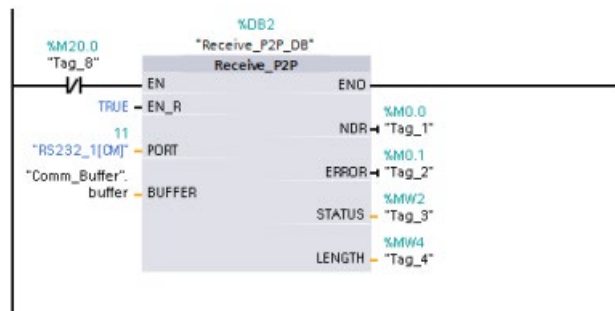 %DB2
"Receive_P2P_DB"
%M20.0
"Tag_8"
Receive_P2P
EN
ENO
TRUE
EN_R
%M0.0
NDR
"Tag_1"
11
"RS232_1[CM]"
PORT
%M0.1
ERROR
"Tag_2"
"Comm_Buffer".
buffer
BUFFER
%MW2
STATUS
"Tag_3"
%MW4
LENGTH
"Tag_4"